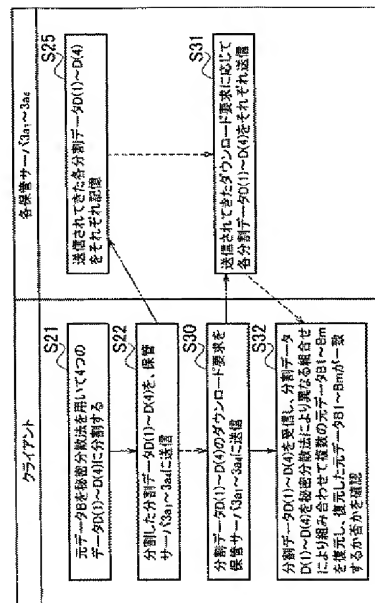 クライアント
各保管サーバ3a₁〜3a₄
S21
元データBを秘密分散法を用いて4つの
データD(1)〜D(4)に分割する
S22
分割した分割データD(1)〜D(4)を、保管
サーバ3a₁〜3a₄に送信
S25
送信されてきた各分割データD(1)〜D(4)
をそれぞれ記憶
S30
分割データD(1)〜D(4)のダウンロード要求を
保管サーバ3a₁〜3a₄に送信
S31
送信されてきたダウンロード要求に応じて
各分割データD(1)〜D(4)をそれぞれ送信
S32
分割データD(1)〜D(4)を受信し、分割データ
D(1)〜D(4)を秘密分散法により異なる組合せ
により組み合わせて複数の元データB1〜Bm
を復元し、復元した元データB1〜Bmが一致
するか否かを確認